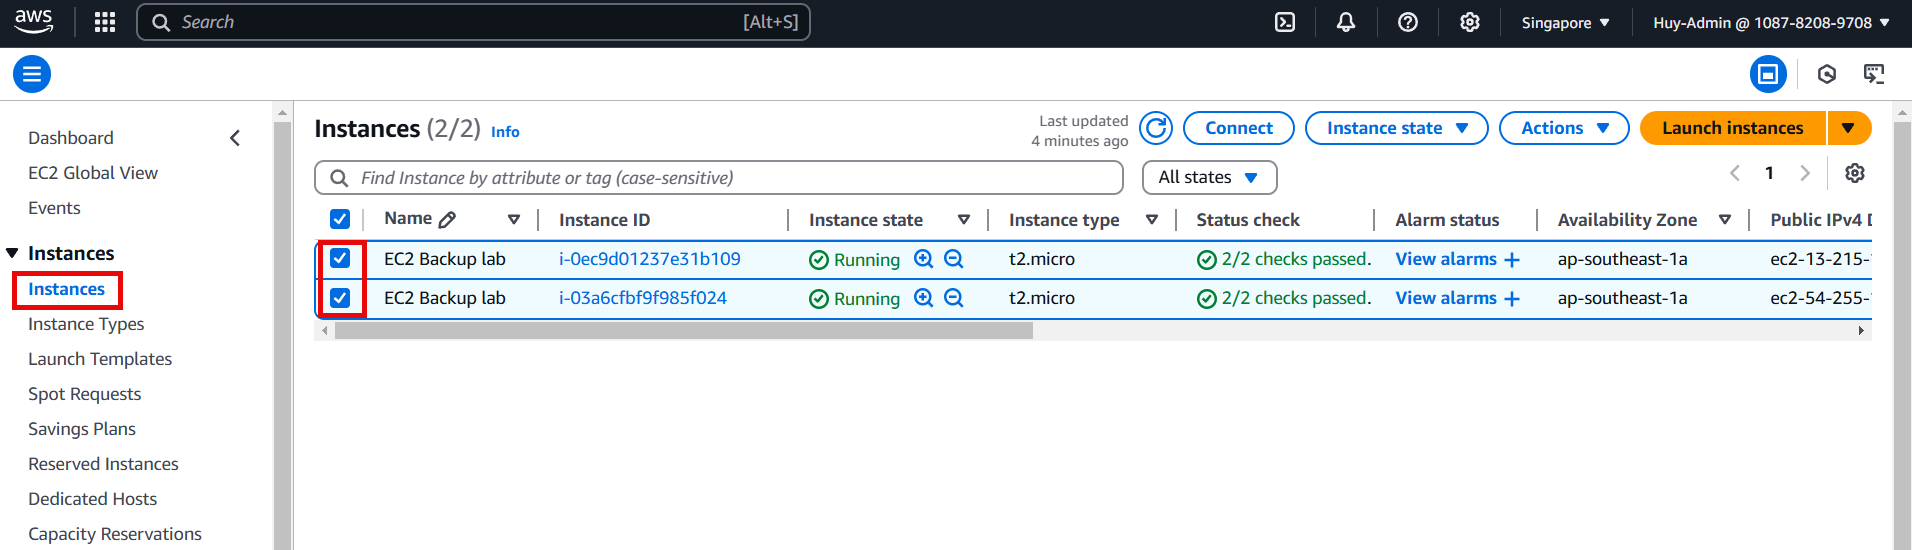 aws Search [Alt+S] Singapore Huy-Admin @ 1087-8208-9708
Dashboard
EC2 Global View
Events
Instances
Instances
Instance Types
Launch Templates
Spot Requests
Savings Plans
Reserved Instances
Dedicated Hosts
Capacity Reservations
Instances (2/2) Info
Last updated
4 minutes ago
Connect Instance state Actions Launch instances
Find Instance by attribute or tag (case-sensitive) All states 1
Name Instance ID Instance state Instance type Status check Alarm status Availability Zone Public IPv4 D
EC2 Backup lab i-0ec9d01237e31b109 Running t2.micro 2/2 checks passed. View alarms + ap-southeast-1a ec2-13-215-
EC2 Backup lab i-03a6cfbf9f985f024 Running t2.micro 2/2 checks passed. View alarms + ap-southeast-1a ec2-54-255-